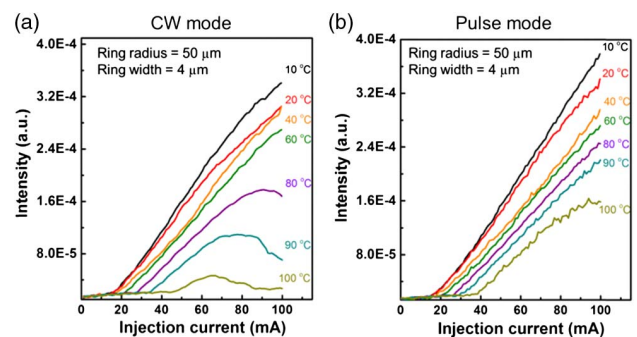 (a) CW mode
4.0E-4
3.2E-4
2.4E-4
1.6E-4
8.0E-5
Intensity (a.u.)
Ring radius = 50 µm
Ring width = 4 µm
10 °C
20 °C
40 °C
60 °C
80 °C
90 °C
100 °C
0 20 40 60 80 100
Injection current (mA)
(b) Pulse mode
4.0E-4
3.2E-4
2.4E-4
1.6E-4
8.0E-5
Intensity (a.u.)
Ring radius = 50 µm
Ring width = 4 µm
10 °C
20 °C
40 °C
60 °C
80 °C
90 °C
100 °C
0 20 40 60 80 100
Injection current (mA)